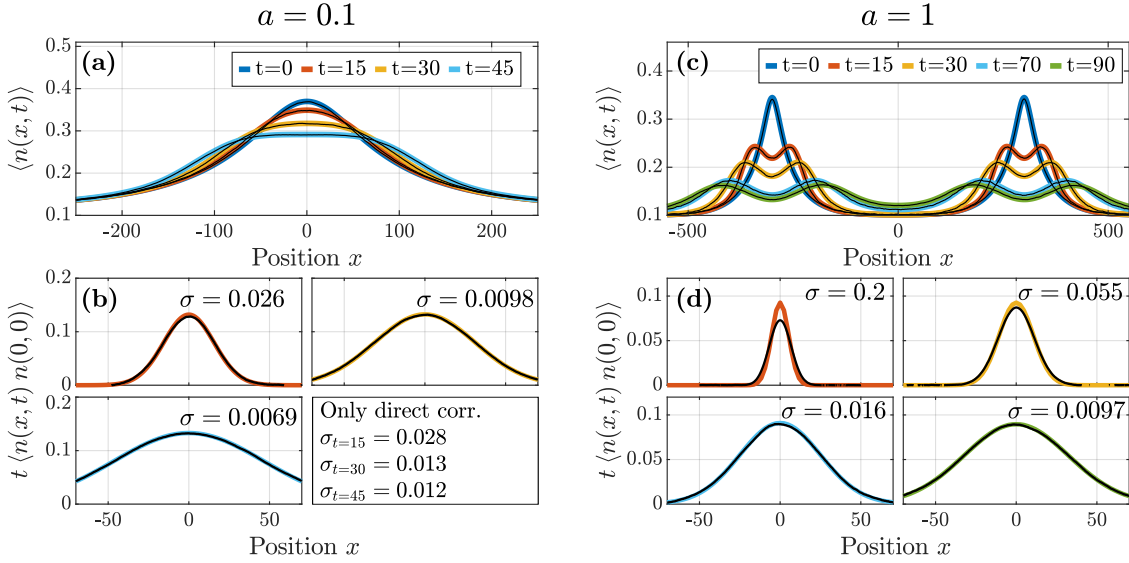 a = 0.1
a = 1
(a)
t=0 t=15 t=30 t=45
⟨n(x, t)⟩
0.5
0.4
0.3
0.2
0.1
-200 -100 0 100 200
Position x
(c)
t=0 t=15 t=30 t=70 t=90
⟨n(x, t)⟩
0.4
0.3
0.2
0.1
-500 0 500
Position x
(b)
t ⟨n(x, t) n(0, 0)⟩
0.2
0.1
0
σ = 0.026
σ = 0.0098
0.2
0.1
0
σ = 0.0069
Only direct corr.
σt=15 = 0.028
σt=30 = 0.013
σt=45 = 0.012
-50 0 50
Position x
(d)
t ⟨n(x, t) n(0, 0)⟩
0.1
0.05
0
σ = 0.2
σ = 0.055
0.1
0.05
0
σ = 0.016
σ = 0.0097
-50 0 50
-50 0 50
Position x